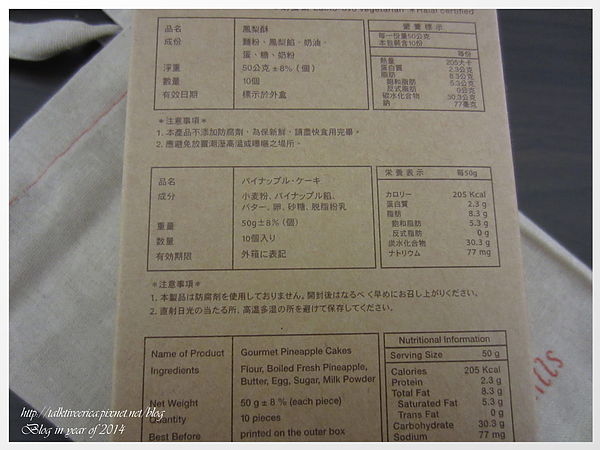 vegetarian ＊Halal certified
品名 鳳梨酥
成份 麵粉、鳳梨餡、奶油、
蛋、糖、奶粉
淨重 50公克±8%（個）
數量 10個
有效日期 標示於外盒
營養標示
每一份量50公克
本包裝含10份
每份
熱量 205大卡
蛋白質 2.3公克
脂肪 8.3公克
飽和脂肪 5.3公克
反式脂肪 0公克
碳水化合物 30.3公克
鈉 77毫克
＊注意事項＊
1. 本產品不添加防腐劑，為保新鮮，請盡快食用完畢。
2. 應避免放置潮溼高溫或曝曬之場所。
品名 パイナップル・ケーキ
成分 小麦粉、パイナップル餡、
バター、卵、砂糖、脱脂粉乳
重量 50g±8%（個）
数量 10個入り
有効期限 外箱に表記
栄養表示 每50g
カロリー 205 Kcal
蛋白質 2.3 g
脂肪 8.3 g
飽和脂肪 5.3 g
反式脂肪 0 g
炭水化合物 30.3 g
ナトリウム 77 mg
＊注意事項＊
1. 本製品は防腐劑を使用しておりません。開封後はなるべく早めにお召し上がりください。
2. 直射日光の当たる所、高温多湿の所を避けて保存してください。
Name of Product Gourmet Pineapple Cakes
Ingredients Flour, Boiled Fresh Pineapple,
Butter, Egg, Sugar, Milk Powder
Net Weight 50 g ± 8 % (each piece)
Quantity 10 pieces
Best Before printed on the outer box
Nutritional Information
Serving Size 50 g
Calories 205 Kcal
Protein 2.3 g
Total Fat 8.3 g
Saturated Fat 5.3 g
Trans Fat 0 g
Carbohydrate 30.3 g
Sodium 77 mg
http://talktiveerica.pixnet.net/blog
Blog in year of 2014